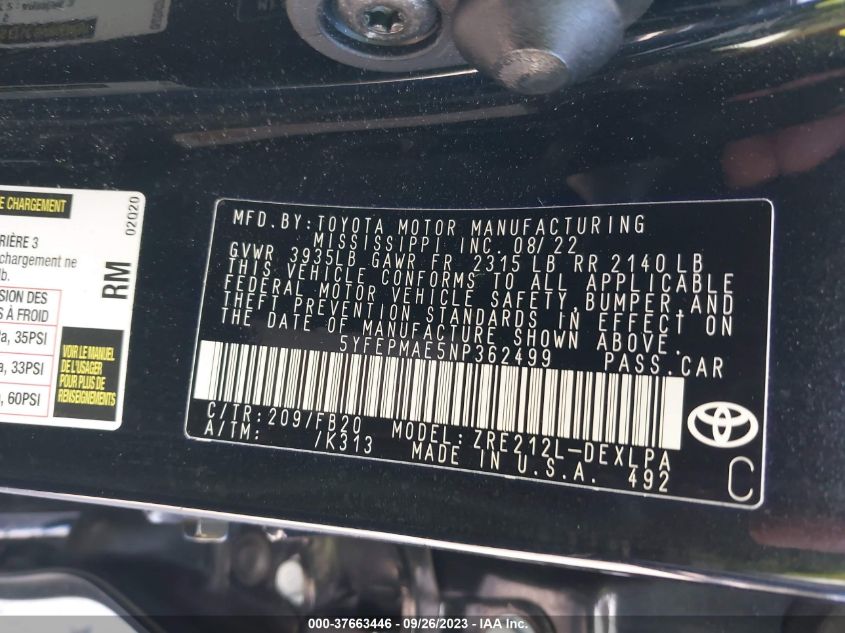 E CHARGEMENT
RIÈRE 3
chargement ne
lb.
SION DES
S À FROID
a, 35PSI
a, 33PSI
0, 60PSI
VOIR LE MANUEL
DE L'USAGER
POUR PLUS DE
RENSEIGNEMENTS
RM
02020
MFD. BY: TOYOTA MOTOR MANUFACTURING
MISSISSIPPI INC. 08/22
GVWR 3935LB GAWR FR 2315 LB RR 2140 LB
THIS VEHICLE CONFORMS TO ALL APPLICABLE
FEDERAL MOTOR VEHICLE SAFETY, BUMPER, AND
THEFT PREVENTION STANDARDS IN EFFECT ON
THE DATE OF MANUFACTURE SHOWN ABOVE.
5YFEPMAE5NP362499 PASS. CAR
C/TR: 209/FB20 MODEL: ZRE212L-DEXLPA
A/TM: /K313 MADE IN U.S.A. 492
C
000-37663446 - 09/26/2023 - IAA Inc.